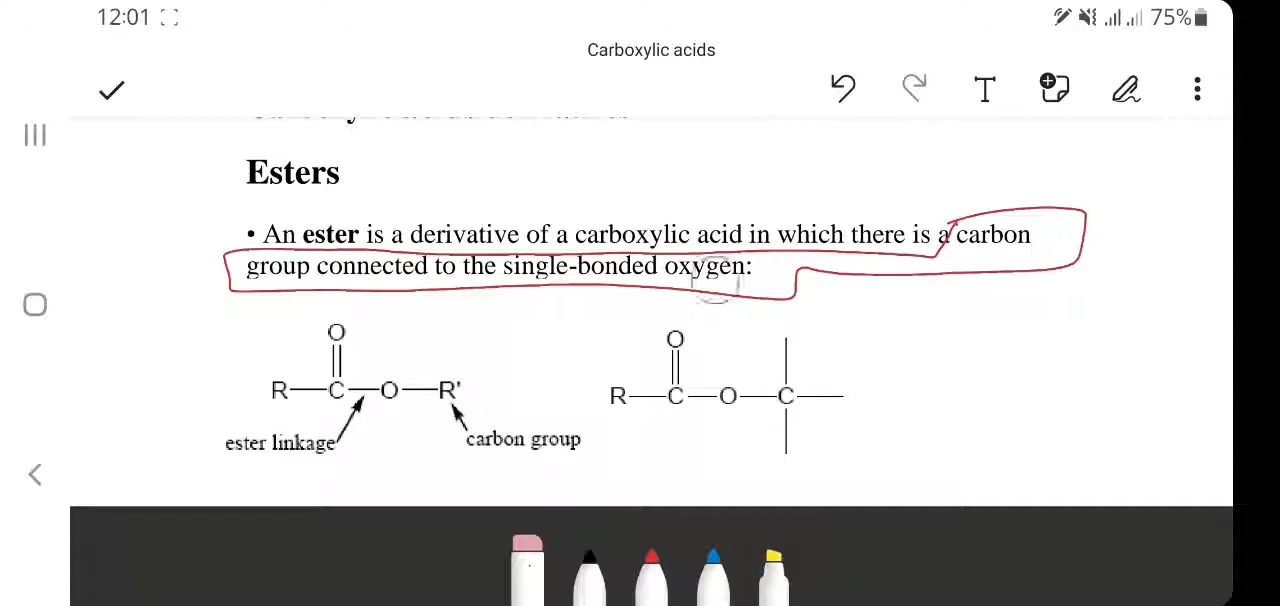 12:01
75%
Carboxylic acids
T
Esters
• An ester is a derivative of a carboxylic acid in which there is a carbon
group connected to the single-bonded oxygen:
O
R—C—O—R'
ester linkage
carbon group
O
R—C—O—C—